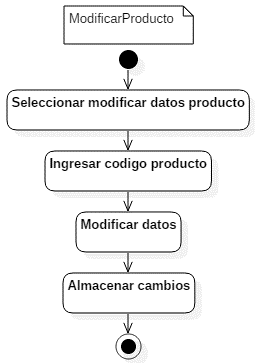 ModificarProducto
Seleccionar modificar datos producto
Ingresar codigo producto
Modificar datos
Almacenar cambios